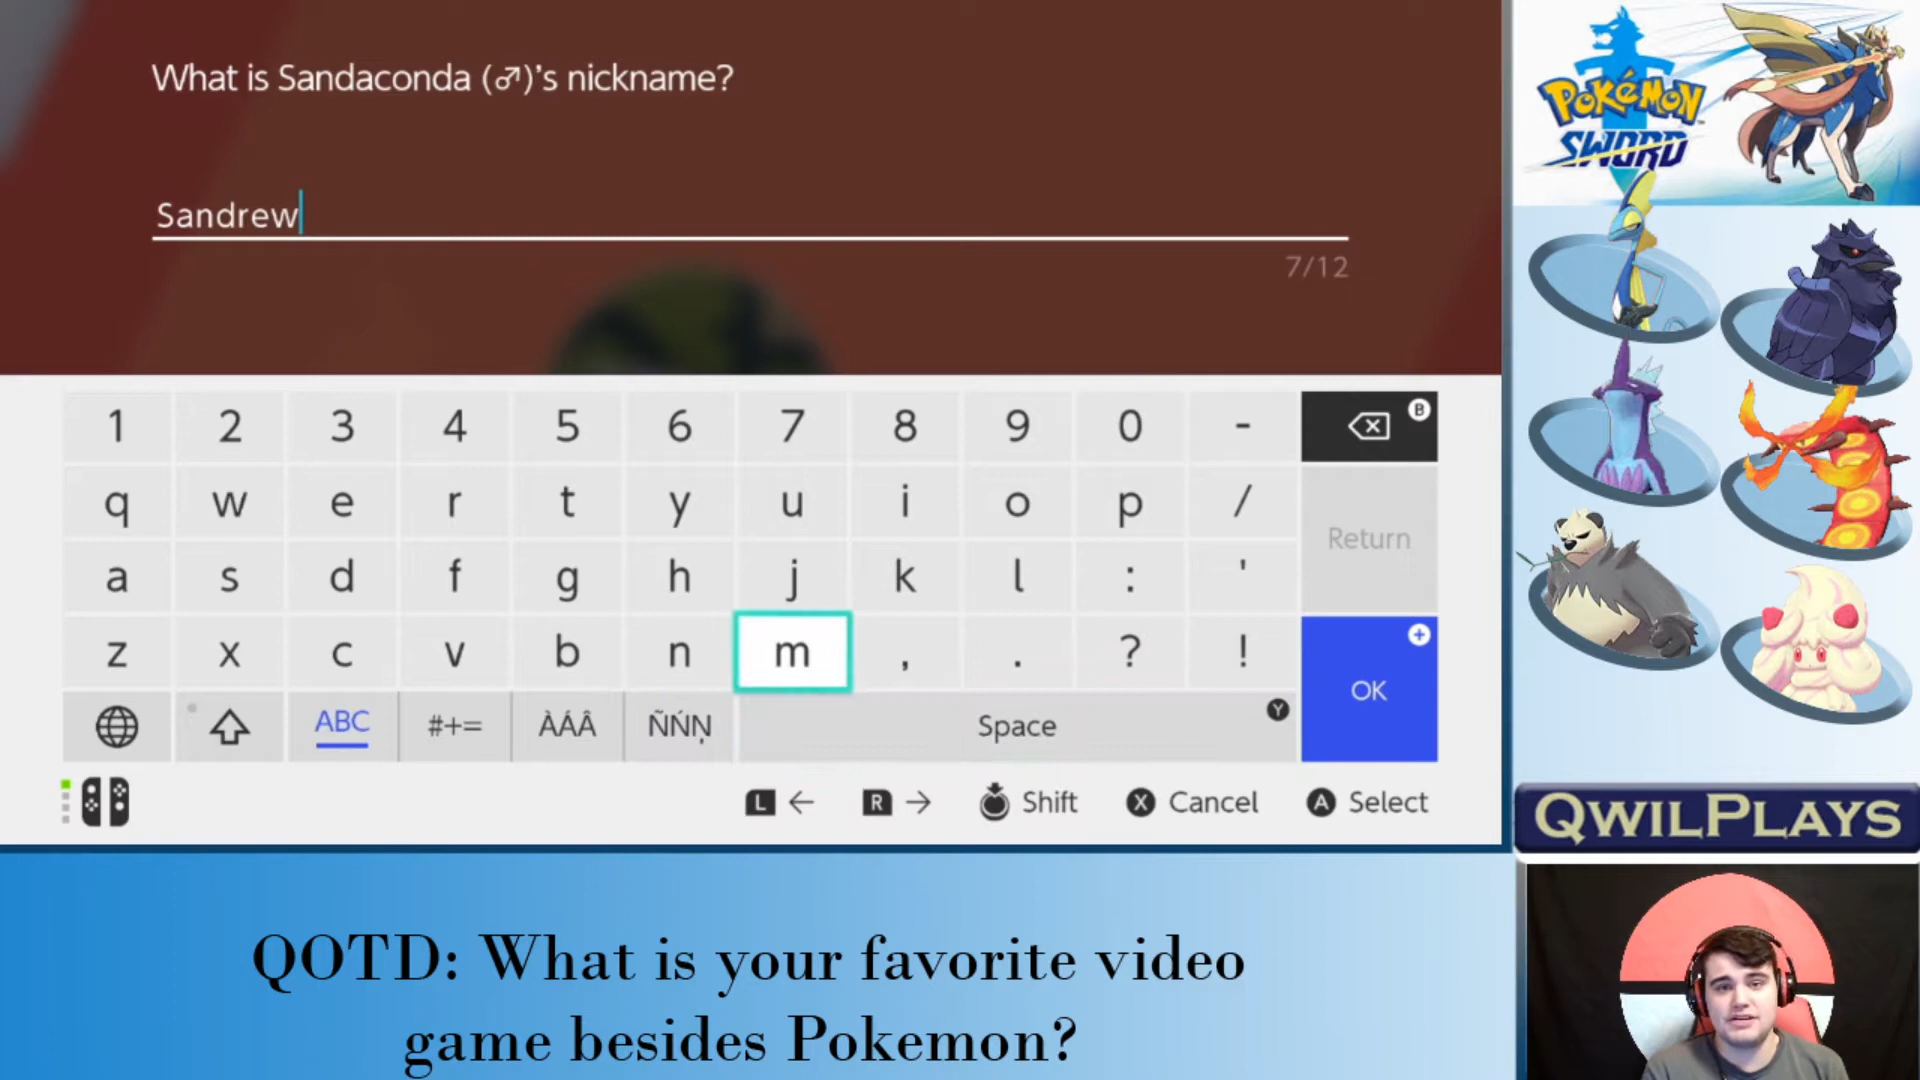 What is Sandaconda (♂)'s nickname?
Sandrew
7/12
1 2 3 4 5 6 7 8 9 0 - B
q w e r t y u i o p / Return
a s d f g h j k l : '
z x c v b n m , . ? ! OK
ABC #+= ÀÁÂ ÑŃŅ Space Y
L ← R → Shift X Cancel A Select
POKéMON
SWORD
QWILPLAYS
QOTD: What is your favorite video
game besides Pokemon?